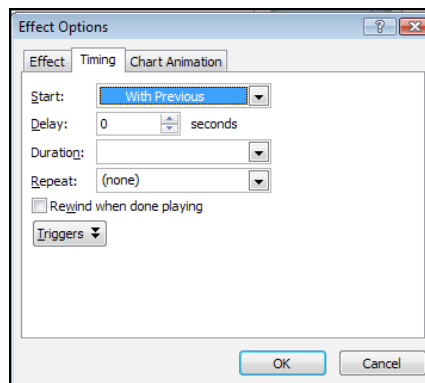 Effect Options
Effect Timing Chart Animation
Start: With Previous
Delay: 0 seconds
Duration:
Repeat: (none)
Rewind when done playing
Triggers
OK Cancel